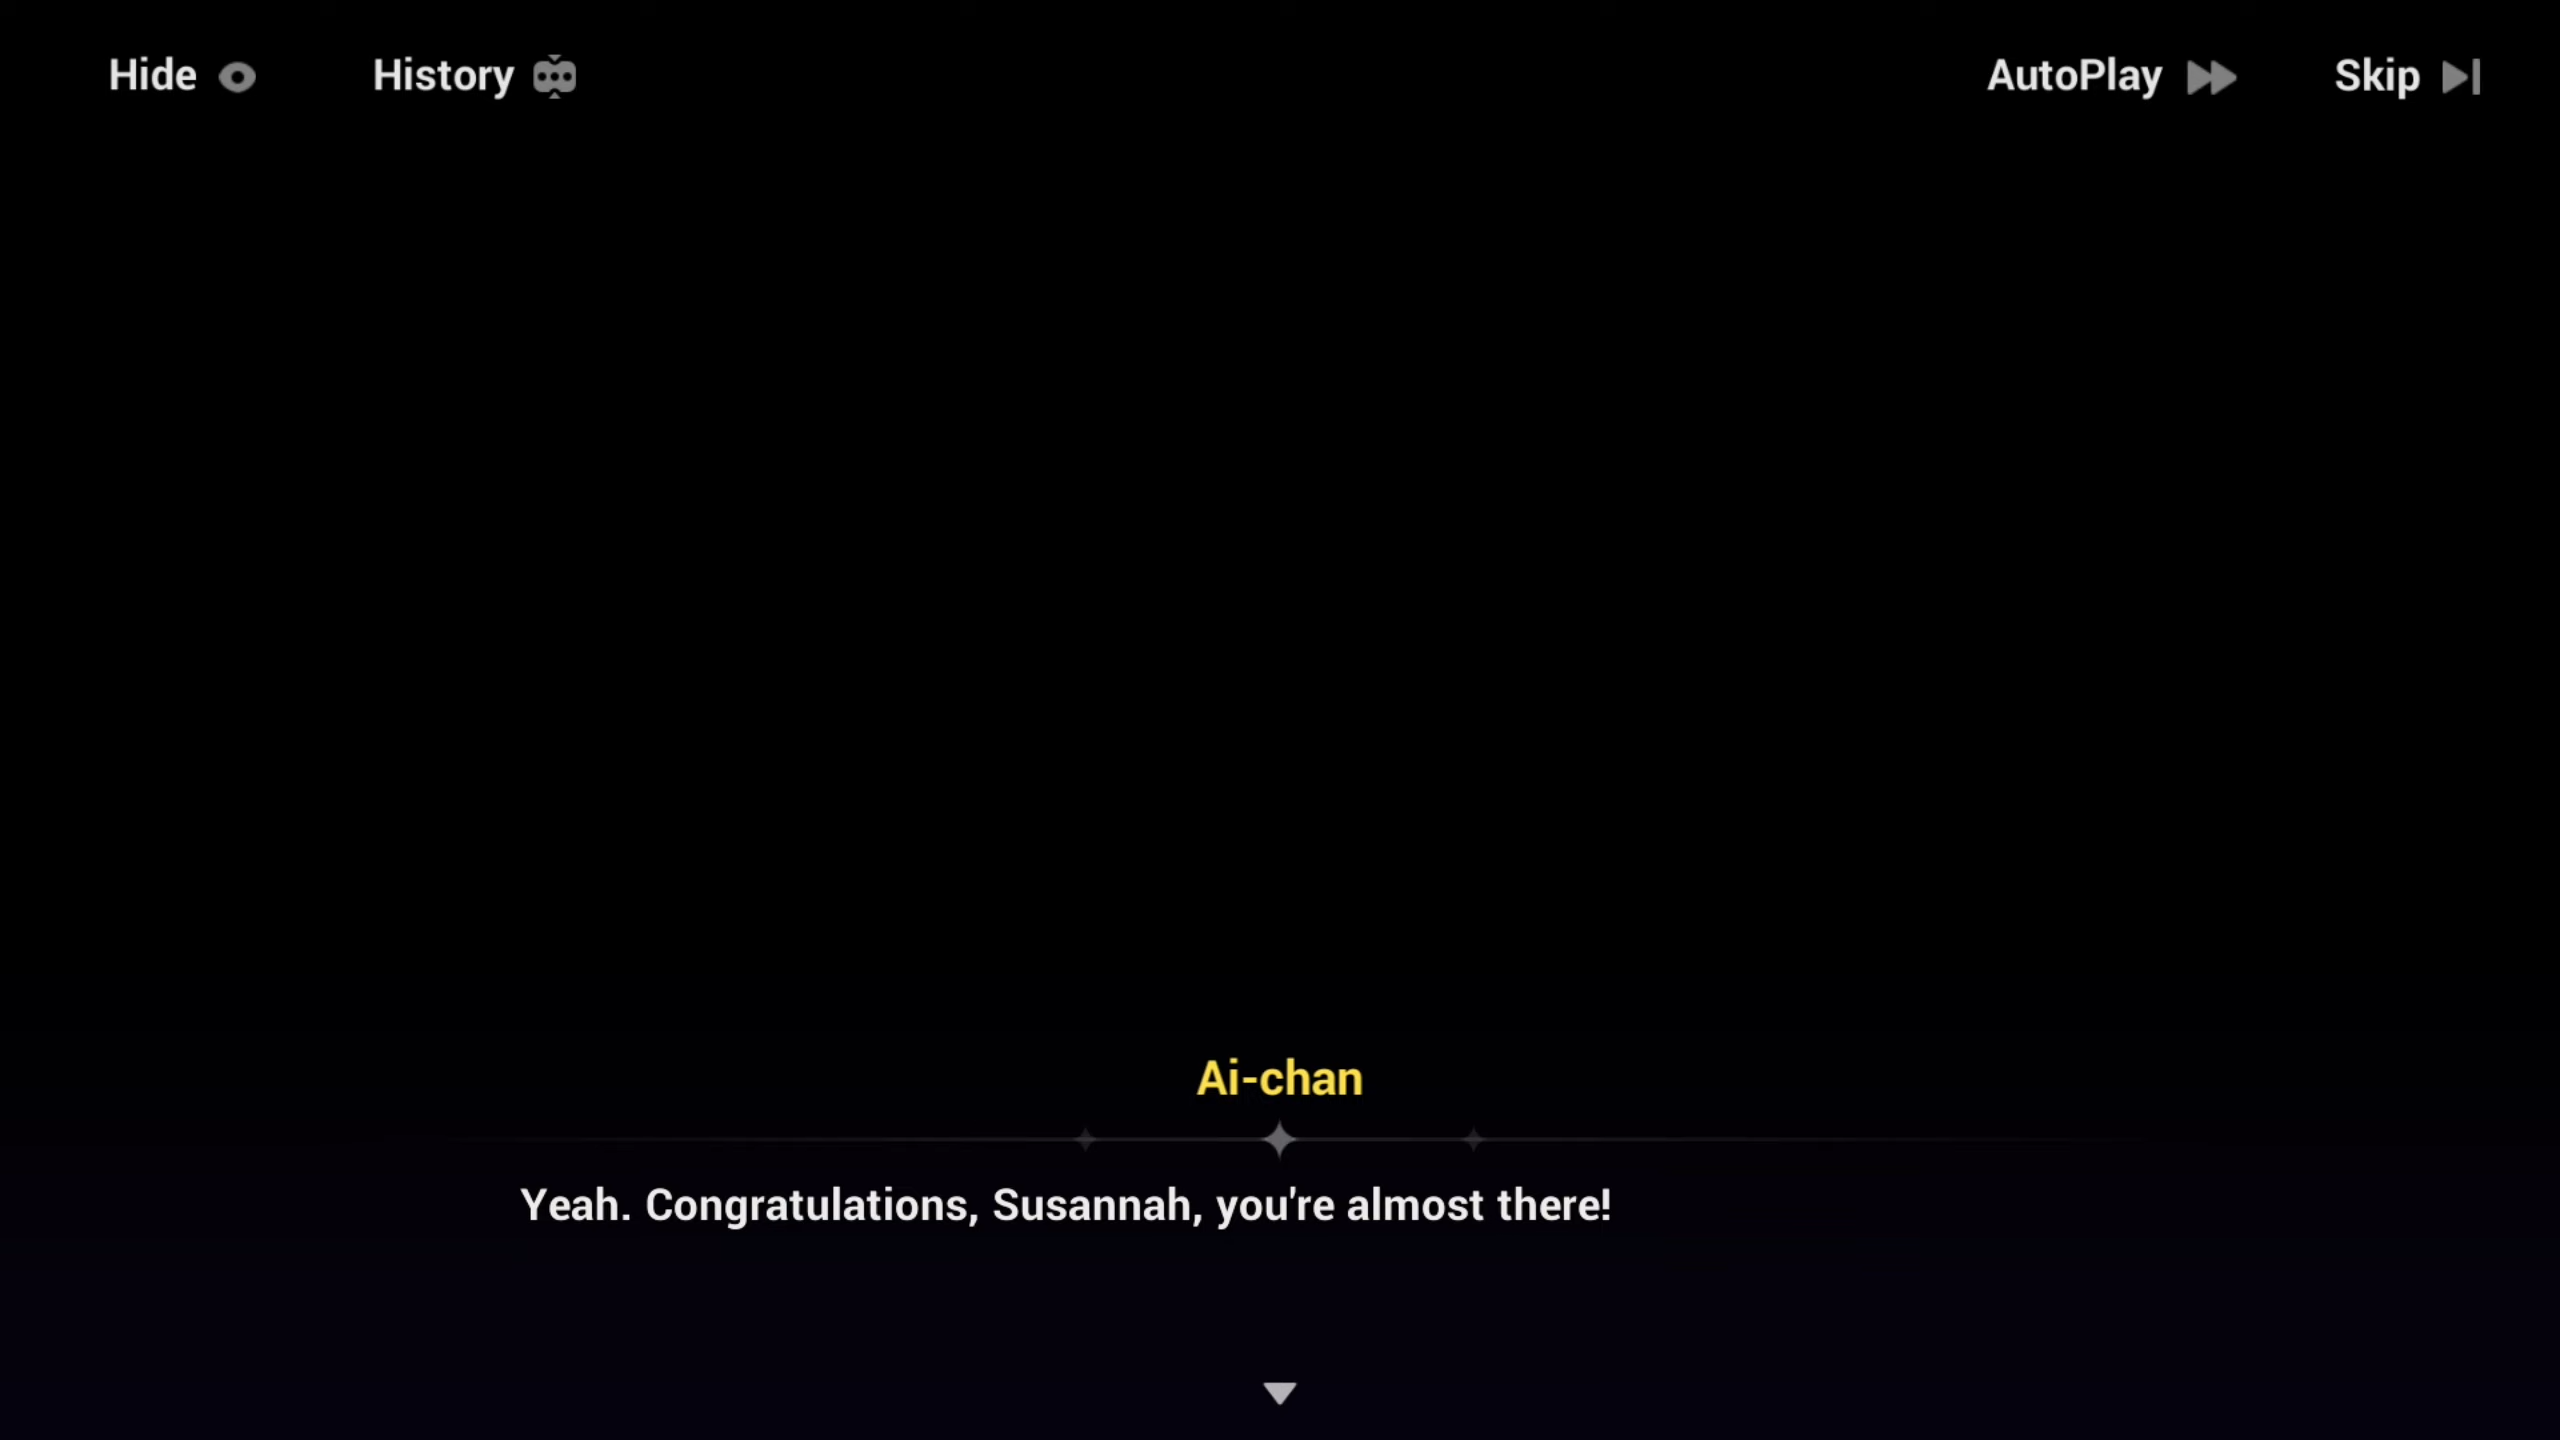 Hide
History
AutoPlay
Skip
Ai-chan
Yeah. Congratulations, Susannah, you're almost there!